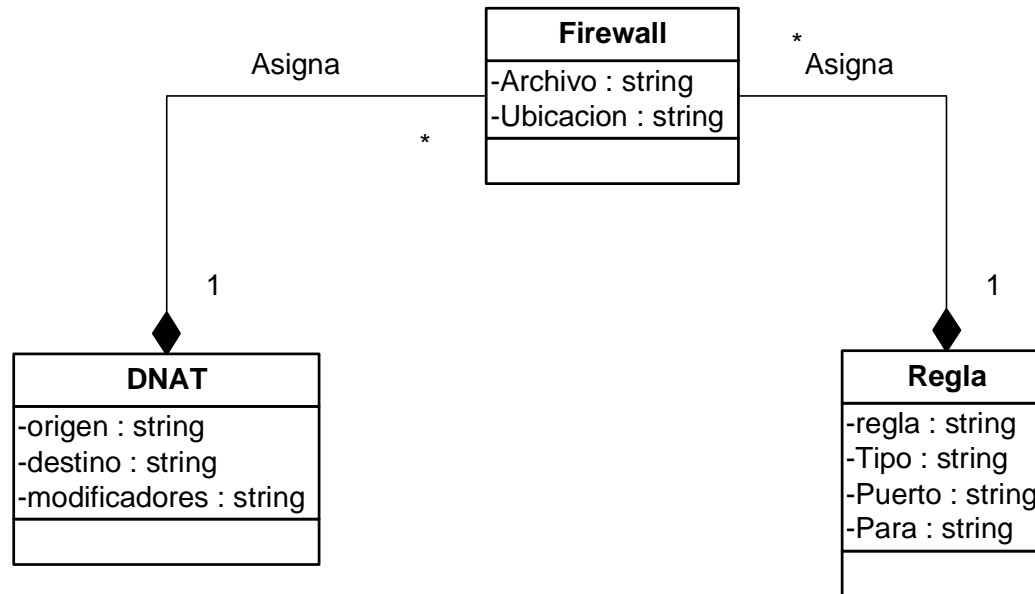 Firewall
-Archivo : string
-Ubicacion : string
Asigna
*
*
Asigna
1
1
DNAT
-origen : string
-destino : string
-modificadores : string
Regla
-regla : string
-Tipo : string
-Puerto : string
-Para : string